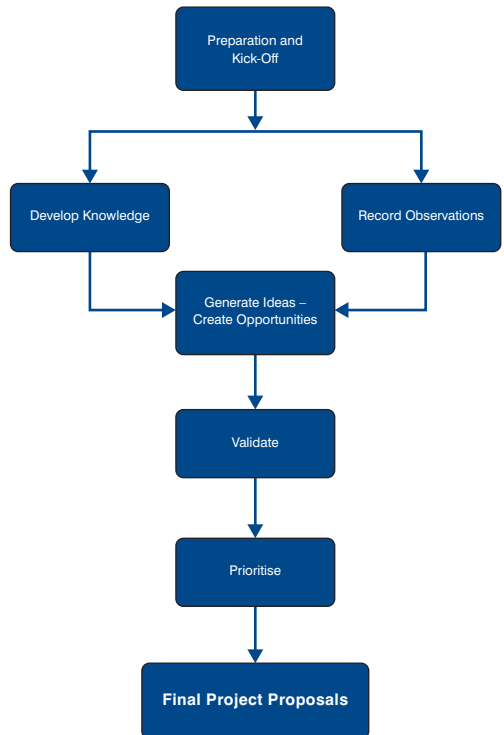 Preparation and
Kick-Off
Develop Knowledge
Record Observations
Generate Ideas –
Create Opportunities
Validate
Prioritise
Final Project Proposals